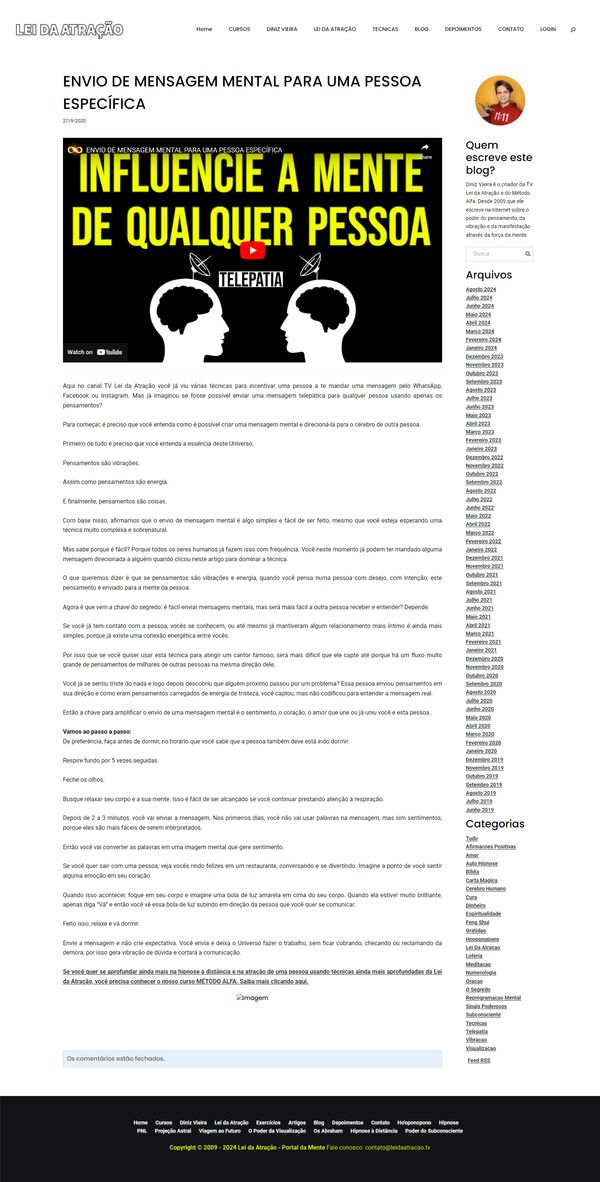 LEI DA ATRAÇÃO
Home CURSOS DINIZ VIEIRA LEI DA ATRAÇÃO TECNICAS BLOG DEPOIMENTOS CONTATO LOGIN
ENVIO DE MENSAGEM MENTAL PARA UMA PESSOA
ESPECÍFICA
27/9/2020
ENVIO DE MENSAGEM MENTAL PARA UMA PESSOA ESPECÍFICA
Share
INFLUENCIE A MENTE
DE QUALQUER PESSOA
TELEPATIA
Watch on YouTube
Aqui no canal TV Lei da Atração você já viu várias técnicas para incentivar uma pessoa a te mandar uma mensagem pelo WhatsApp,
Facebook ou Instagram. Mas já imaginou se fosse possível enviar uma mensagem telepática para qualquer pessoa usando apenas os
pensamentos?
Para começar, é preciso que você entenda como é possível criar uma mensagem mental e direcioná-la para o cérebro de outra pessoa.
Primeiro de tudo é preciso que você entenda a essência deste Universo.
Pensamentos são vibrações.
Assim como pensamentos são energia.
E finalmente, pensamentos são coisas.
Com base nisso, afirmamos que o envio de mensagem mental é algo simples e fácil de ser feito, mesmo que você esteja esperando uma
técnica muito complexa e sobrenatural.
Mas sabe porque é fácil? Porque todos os seres humanos já fazem isso com frequência. Você neste momento já podem ter mandado alguma
mensagem direcionada a alguém quando clicou neste artigo para dominar a técnica.
O que queremos dizer é que se pensamentos são vibrações e energia, quando você pensa numa pessoa com desejo, com intenção, este
pensamento é enviado para a mente da pessoa.
Agora é que vem a chave do segredo: é fácil enviar mensagens mentais, mas será mais fácil a outra pessoa receber e entender? Depende.
Se você já tem contato com a pessoa, vocês se conhecem, ou até mesmo já mantiveram algum relacionamento mais íntimo é ainda mais
simples, porque já existe uma conexão energética entre vocês.
Por isso que se você quiser usar esta técnica para atingir um cantor famoso, será mais difícil que ele capte até porque há um fluxo muito
grande de pensamentos de milhares de outras pessoas na mesma direção dele.
Você já se sentiu triste do nada e logo depois descobriu que alguém próximo passou por um problema? Essa pessoa enviou pensamentos em
sua direção e como eram pensamentos carregados de energia de tristeza, você captou, mas não codificou para entender a mensagem real.
Então a chave para amplificar o envio de uma mensagem mental é o sentimento, o coração, o amor que une ou já uniu você e esta pessoa.
Vamos ao passo a passo:
De preferência, faça antes de dormir, no horário que você sabe que a pessoa também deve está indo dormir.
Respire fundo por 5 vezes seguidas.
Feche os olhos.
Busque relaxar seu corpo e a sua mente. Isso é fácil de ser alcançado se você continuar prestando atenção à respiração.
Depois de 2 a 3 minutos, você vai enviar a mensagem. Nos primeiros dias, você não vai usar palavras na mensagem, mas sim sentimentos,
porque eles são mais fáceis de serem interpretados.
Então você vai converter as palavras em uma imagem mental que gere sentimento.
Se você quer sair com uma pessoa, veja vocês rindo felizes em um restaurante, conversando e se divertindo. Imagine a ponto de você sentir
alguma emoção em seu coração.
Quando isso acontecer, foque em seu corpo e imagine uma bola de luz amarela em cima do seu corpo. Quando ela estiver muito brilhante,
apenas diga "Vá" e então você vê essa bola de luz subindo em direção da pessoa que você quer se comunicar.
Feito isso, relaxe e vá dormir.
Envie a mensagem e não crie expectativa. Você envia e deixa o Universo fazer o trabalho, sem ficar cobrando, checando ou reclamando da
demora, por isso gera vibração de dúvida e cortará a comunicação.
Se você quer se aprofundar ainda mais na hipnose à distância e na atração de uma pessoa usando técnicas ainda mais aprofundadas da Lei
da Atração, você precisa conhecer o nosso curso MÉTODO ALFA. Saiba mais clicando aqui.
Imagem
Os comentários estão fechados.
11:11
Quem
escreve este
blog?
Diniz Vieira é o criador da TV
Lei da Atração e do Método
Alfa. Desde 2009 que ele
escreve na Internet sobre o
poder do pensamento, da
vibração e da manifestação
através da força da mente.
Busca
Arquivos
Agosto 2024
Julho 2024
Junho 2024
Maio 2024
Abril 2024
Março 2024
Fevereiro 2024
Janeiro 2024
Dezembro 2023
Novembro 2023
Outubro 2023
Setembro 2023
Agosto 2023
Julho 2023
Junho 2023
Maio 2023
Abril 2023
Março 2023
Fevereiro 2023
Janeiro 2023
Dezembro 2022
Novembro 2022
Outubro 2022
Setembro 2022
Agosto 2022
Julho 2022
Junho 2022
Maio 2022
Abril 2022
Março 2022
Fevereiro 2022
Janeiro 2022
Dezembro 2021
Novembro 2021
Outubro 2021
Setembro 2021
Agosto 2021
Julho 2021
Junho 2021
Maio 2021
Abril 2021
Março 2021
Fevereiro 2021
Janeiro 2021
Dezembro 2020
Novembro 2020
Outubro 2020
Setembro 2020
Agosto 2020
Julho 2020
Junho 2020
Maio 2020
Abril 2020
Março 2020
Fevereiro 2020
Janeiro 2020
Dezembro 2019
Novembro 2019
Outubro 2019
Setembro 2019
Agosto 2019
Julho 2019
Junho 2019
Categorias
Tudo
Afirmacoes Positivas
Amor
Auto Hipnose
Bíblia
Carta Magica
Cerebro Humano
Cura
Dinheiro
Espiritualidade
Feng Shui
Gratidao
Hooponopono
Lei Da Atracao
Loteria
Meditacao
Numerologia
Oracao
O Segredo
Reprogramacao Mental
Sinais Poderosos
Subconsciente
Tecnicas
Telepatia
Vibracao
Visualizacao
Feed RSS
Home Cursos Diniz Vieira Lei da Atração Exercícios Artigos Blog Depoimentos Contato Ho'oponopono Hipnose
PNL Projeção Astral Viagem ao Futuro O Poder da Visualização Os Abraham Hipnose à Distância Poder do Subconsciente
Copyright © 2009 - 2024 Lei da Atração - Portal da Mente Fale conosco: contato@leidaatracao.tv